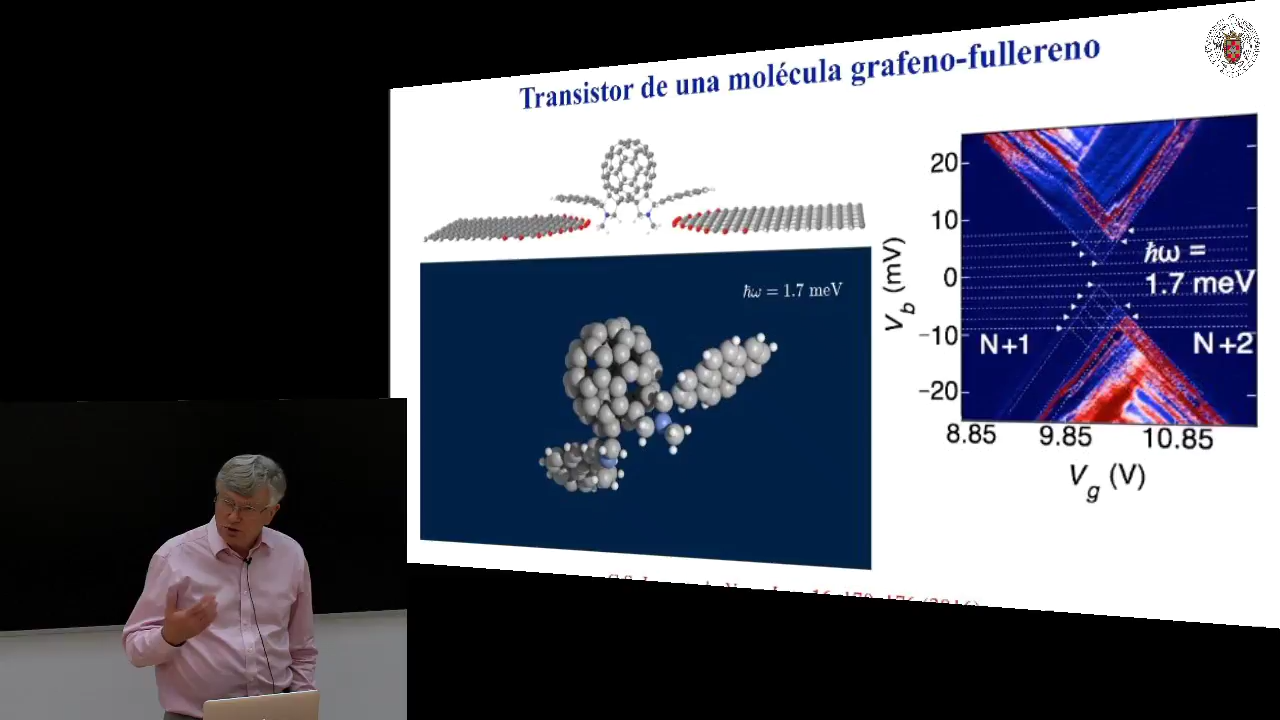 Transistor de una molécula grafeno-fullereno
ħω = 1.7 meV
20
10
0
−10
−20
V_b (mV)
ħω =
1.7 meV
N+1
N+2
8.85
9.85
10.85
V_g (V)